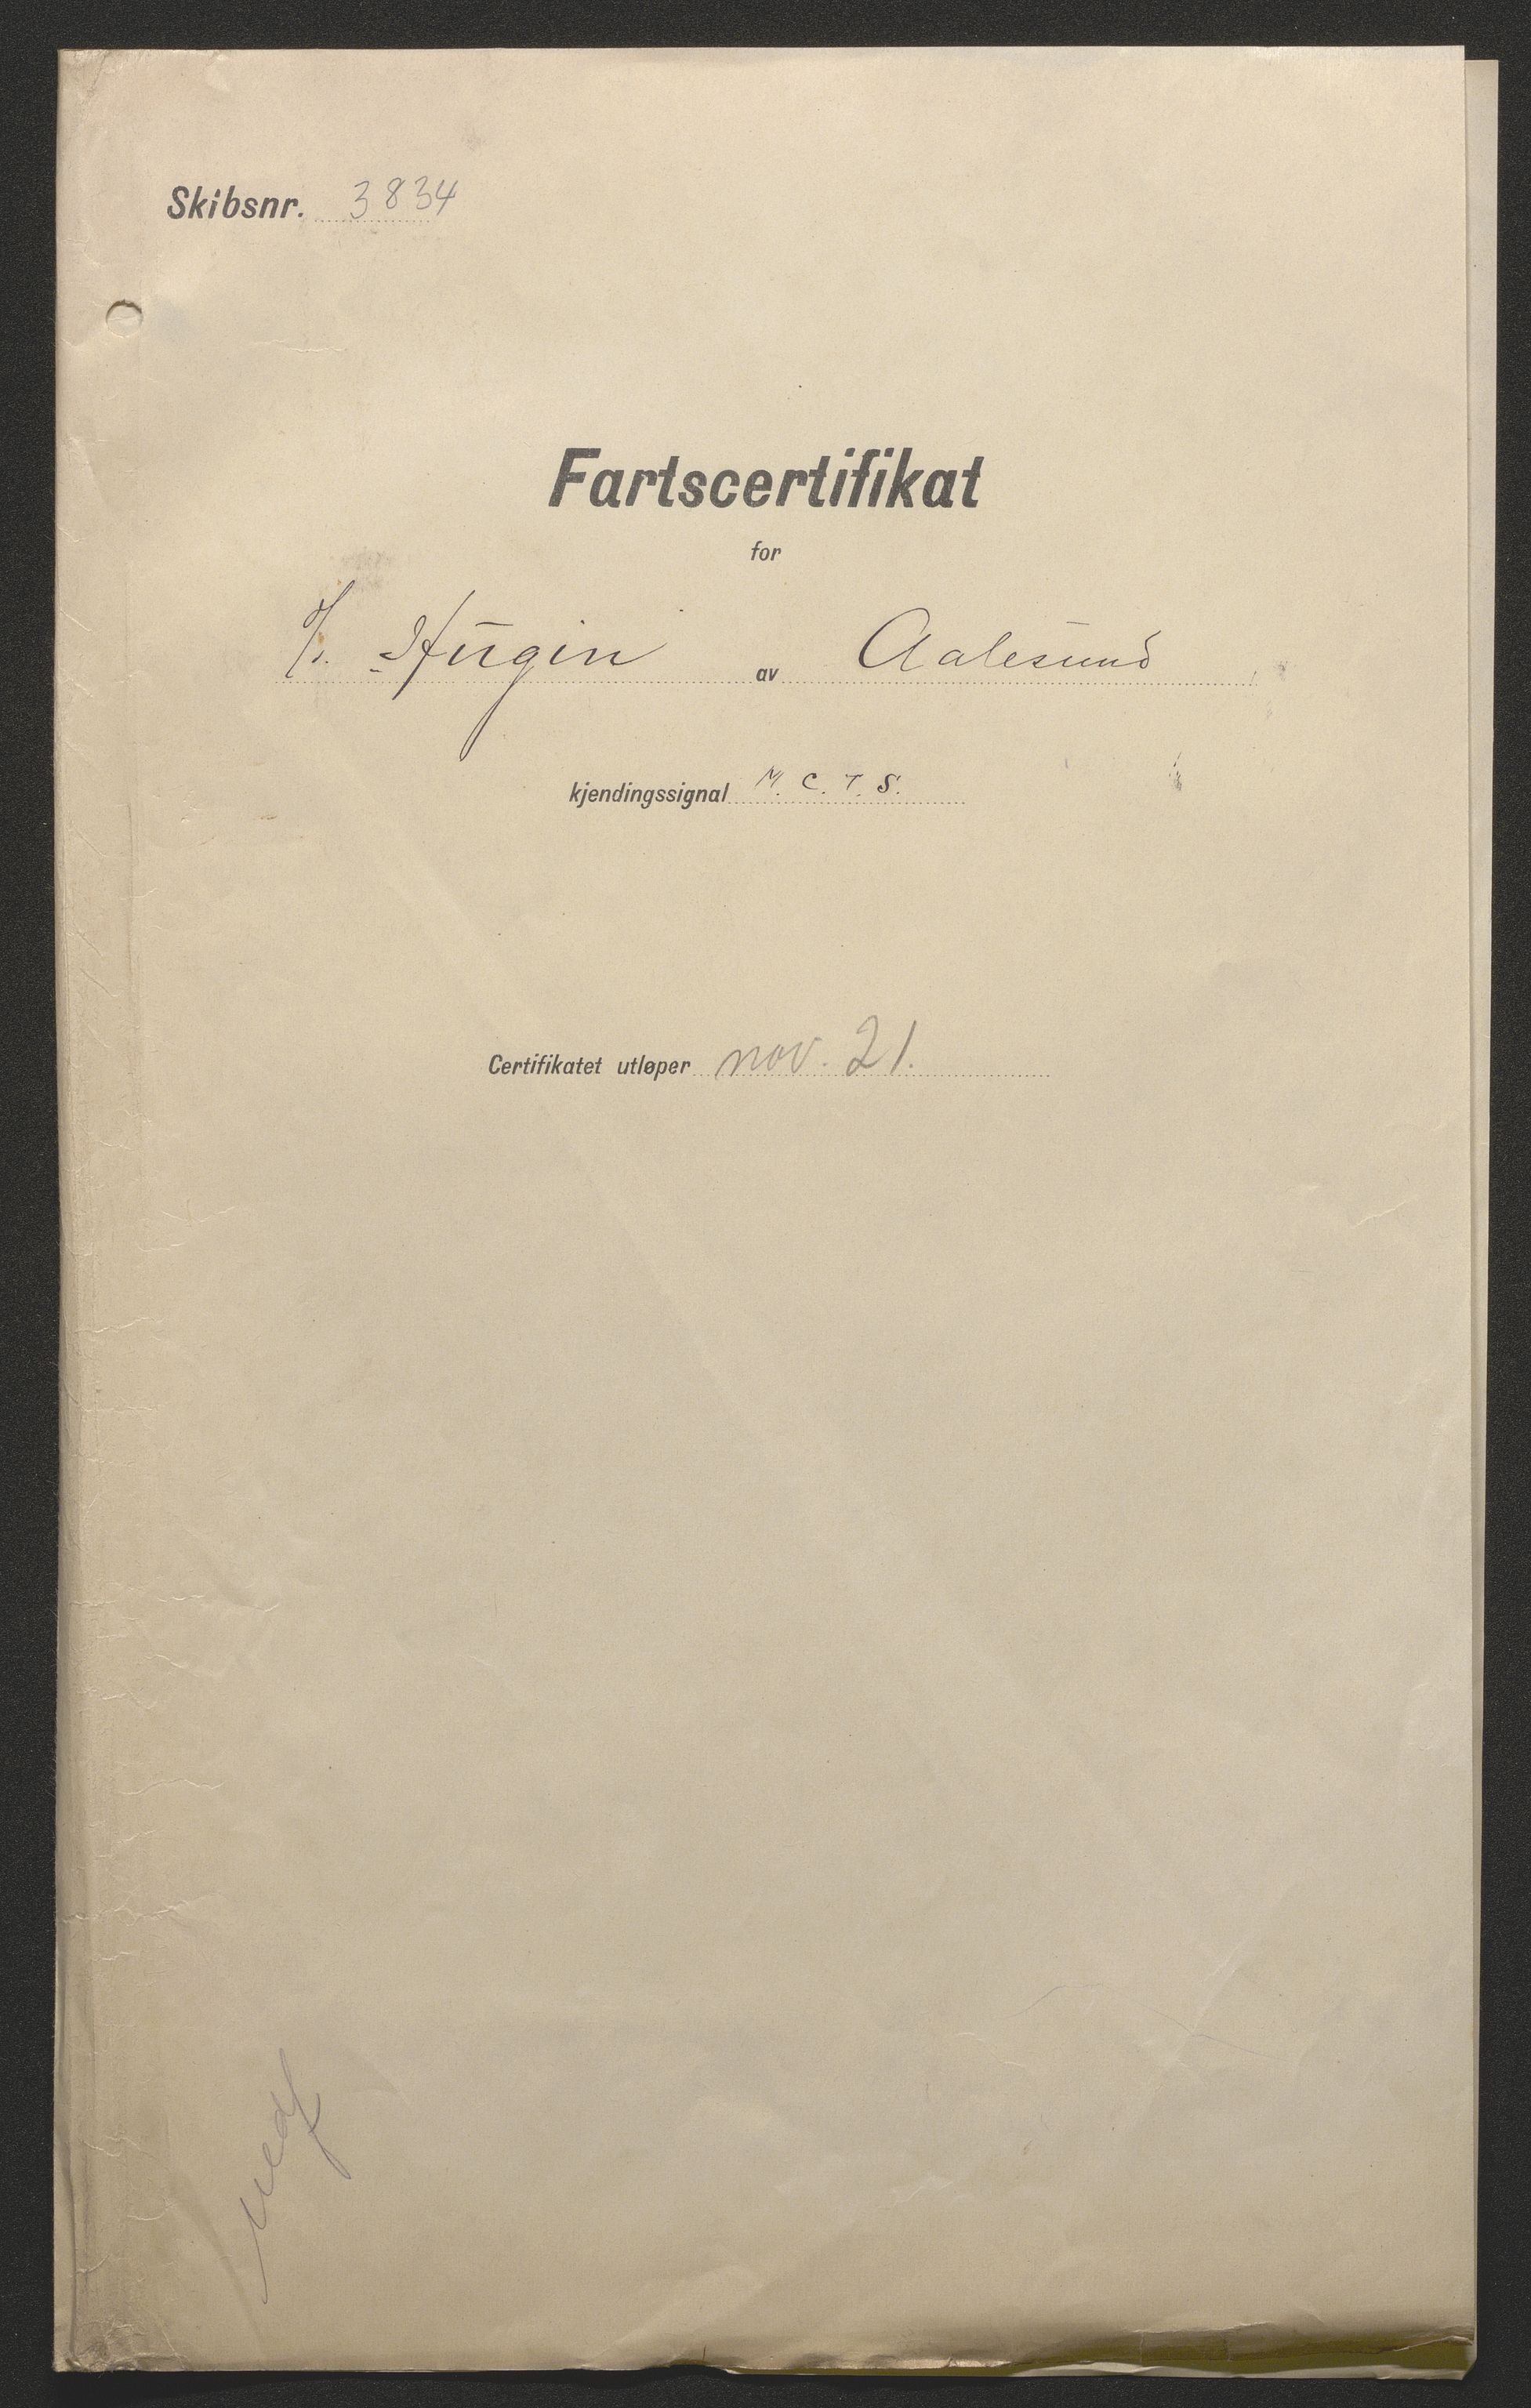 Skibsnr. 3834
Fartscertifikat
for
S/S. "Hugin av Aalesund
kjendingssignal M. C. T. S.
Certifikatet utløper nov. 21.